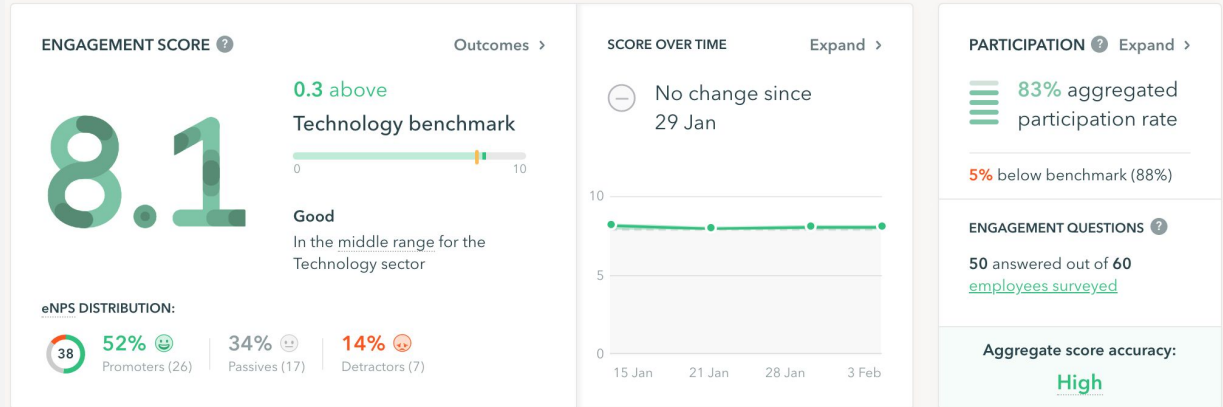 ENGAGEMENT SCORE ?
Outcomes >
8.1
0.3 above
Technology benchmark
0
10
Good
In the middle range for the
Technology sector
eNPS DISTRIBUTION:
38
52%
Promoters (26)
34%
Passives (17)
14%
Detractors (7)
SCORE OVER TIME
Expand >
No change since
29 Jan
10
5
0
15 Jan
21 Jan
28 Jan
3 Feb
PARTICIPATION ?
Expand >
83% aggregated
participation rate
5% below benchmark (88%)
ENGAGEMENT QUESTIONS ?
50 answered out of 60
employees surveyed
Aggregate score accuracy:
High